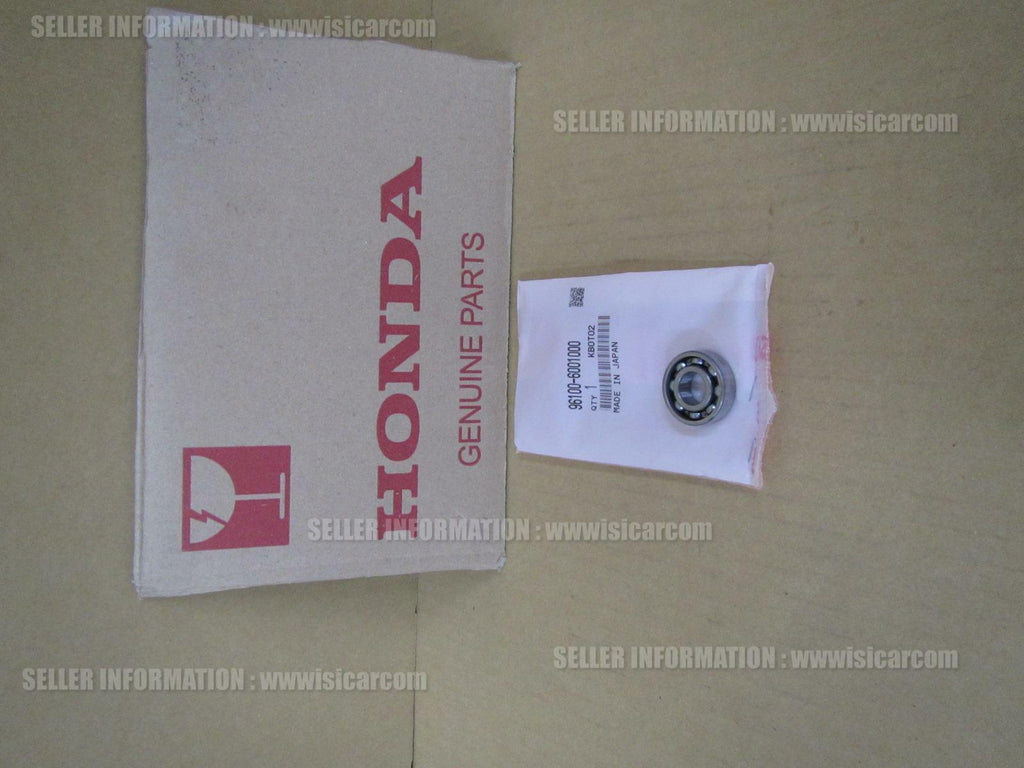 SELLER INFORMATION : wwwisicarcom
SELLER INFORMATION : wwwisicarcom
HONDA
GENUINE PARTS
96100-6001000
QTY 1 KBOT02
MADE IN JAPAN
SELLER INFORMATION : wwwisicarcom
SELLER INFORMATION : wwwisicarcom
SELLER INFORMATION : wwwisicarcom